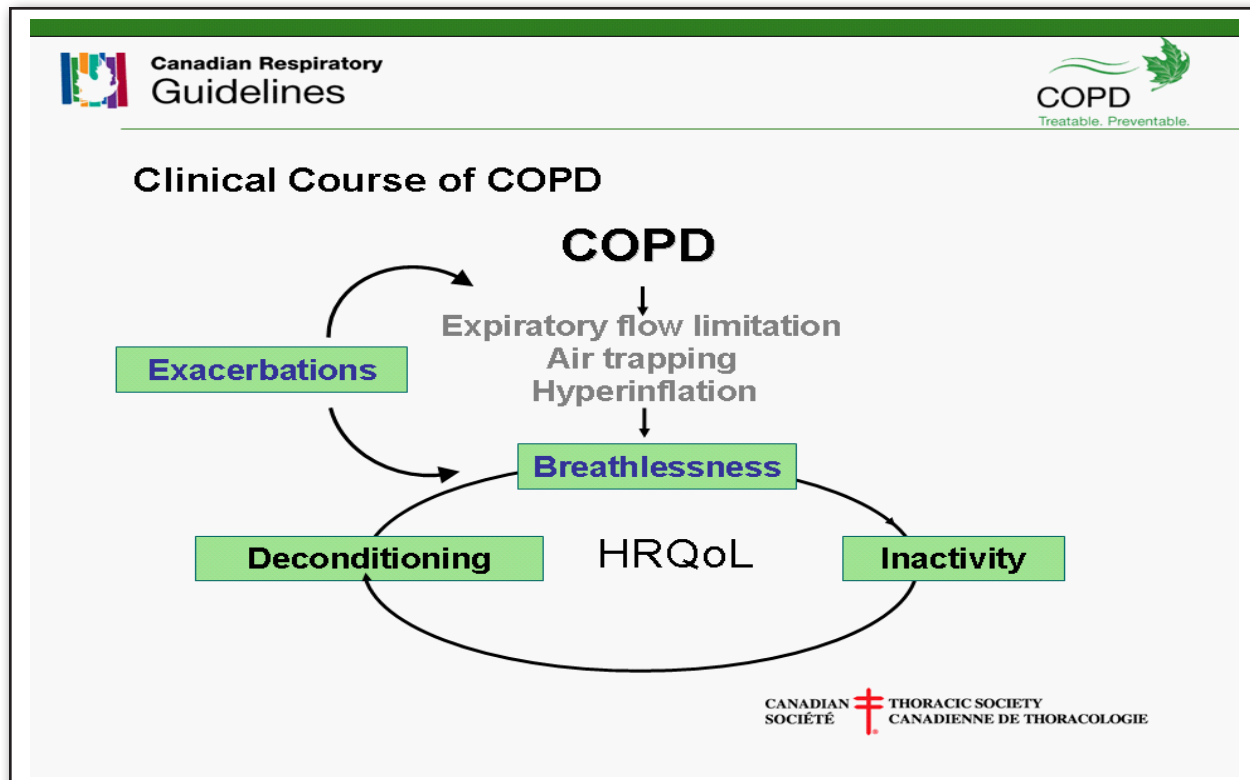 Canadian Respiratory
Guidelines
COPD
Treatable. Preventable.
Clinical Course of COPD
COPD
Expiratory flow limitation
Air trapping
Hyperinflation
Exacerbations
Breathlessness
Deconditioning
HRQoL
Inactivity
CANADIAN THORACIC SOCIETY
SOCIÉTÉ CANADIENNE DE THORACOLOGIE